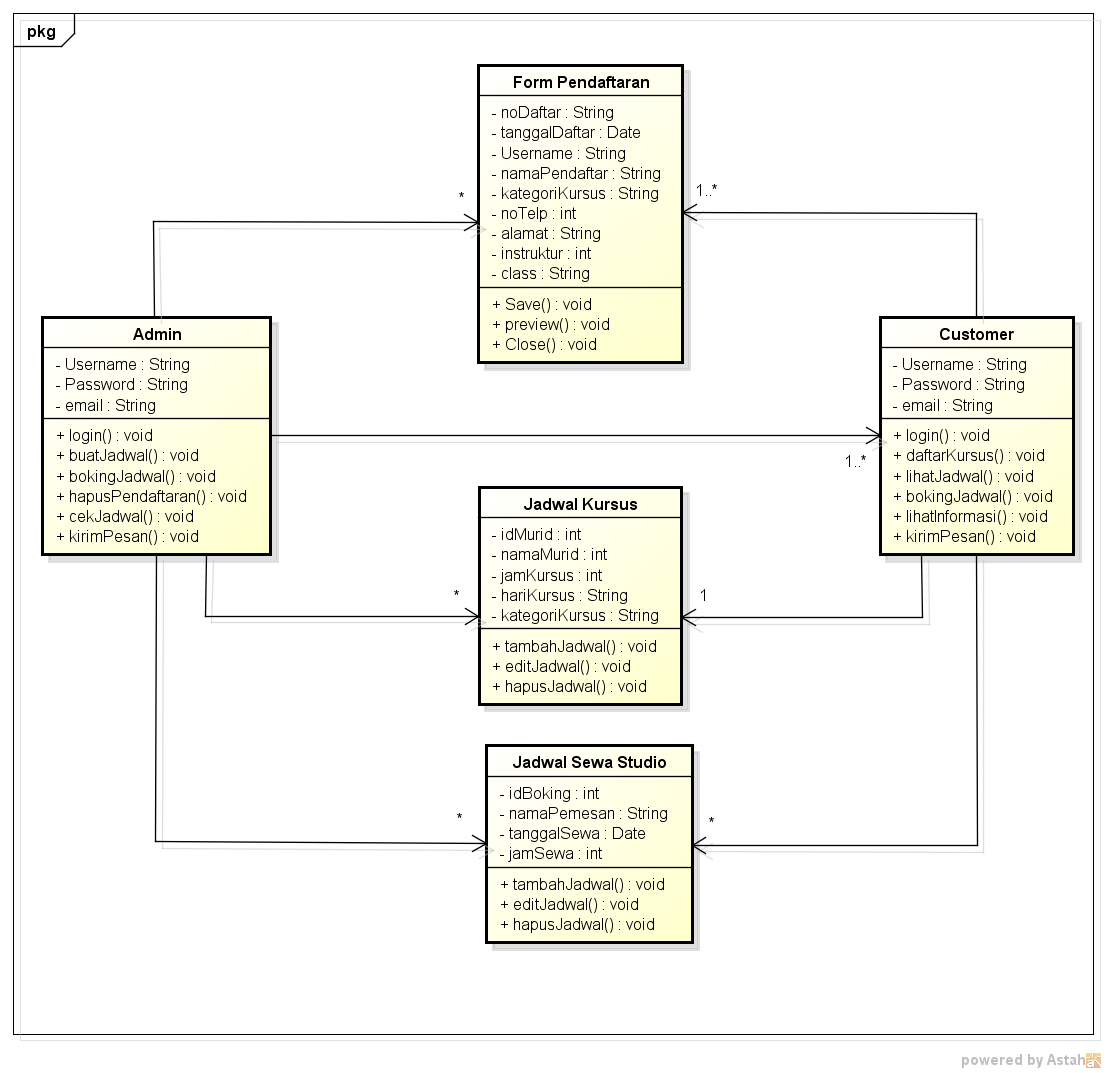 pkg
Form Pendaftaran
- noDaftar : String
- tanggalDaftar : Date
- Username : String
- namaPendaftar : String
- kategoriKursus : String
- noTelp : int
- alamat : String
- instruktur : int
- class : String
+ Save() : void
+ preview() : void
+ Close() : void
*
1..*
Admin
- Username : String
- Password : String
- email : String
+ login() : void
+ buatJadwal() : void
+ bokingJadwal() : void
+ hapusPendaftaran() : void
+ cekJadwal() : void
+ kirimPesan() : void
Customer
- Username : String
- Password : String
- email : String
+ login() : void
+ daftarKursus() : void
+ lihatJadwal() : void
+ bokingJadwal() : void
+ lihatInformasi() : void
+ kirimPesan() : void
1..*
Jadwal Kursus
- idMurid : int
- namaMurid : int
- jamKursus : int
- hariKursus : String
- kategoriKursus : String
+ tambahJadwal() : void
+ editJadwal() : void
+ hapusJadwal() : void
*
1
Jadwal Sewa Studio
- idBoking : int
- namaPemesan : String
- tanggalSewa : Date
- jamSewa : int
+ tambahJadwal() : void
+ editJadwal() : void
+ hapusJadwal() : void
*
*
powered by Astah